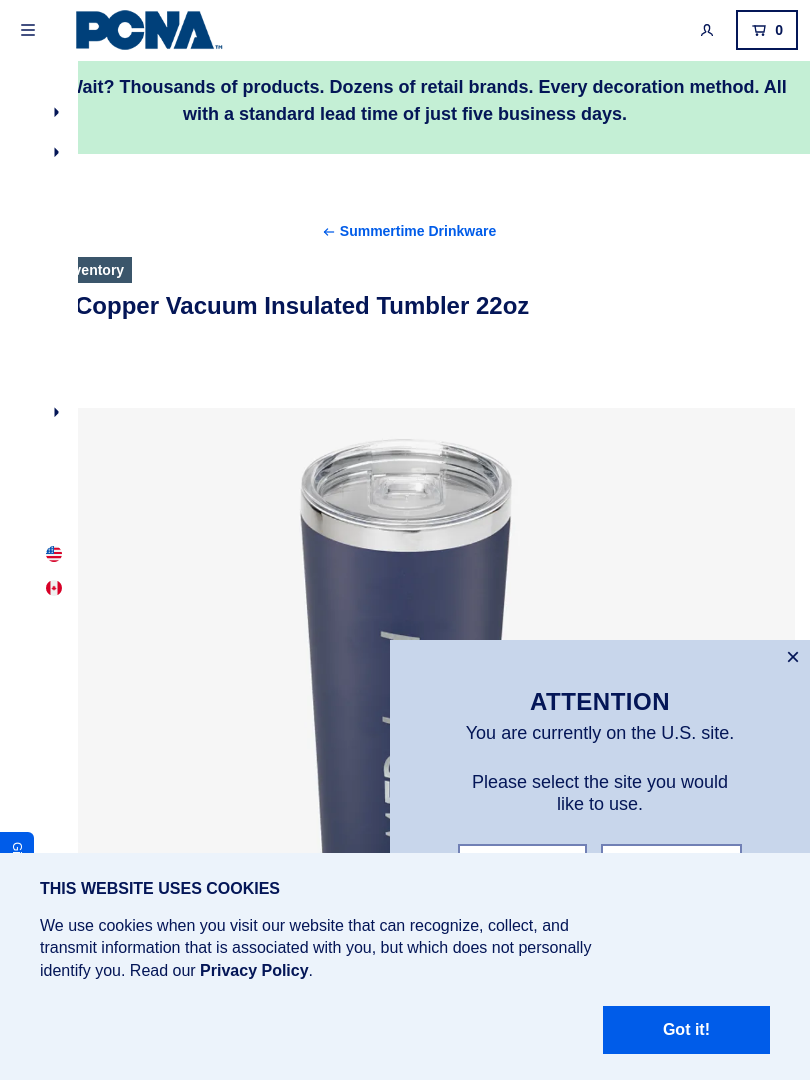 PCNA™
0
Wait? Thousands of products. Dozens of retail brands. Every decoration method. All
with a standard lead time of just five business days.
← Summertime Drinkware
Copper Vacuum Insulated Tumbler 22oz
ATTENTION
You are currently on the U.S. site.
Please select the site you would
like to use.
THIS WEBSITE USES COOKIES
We use cookies when you visit our website that can recognize, collect, and
transmit information that is associated with you, but which does not personally
identify you. Read our Privacy Policy.
Got it!